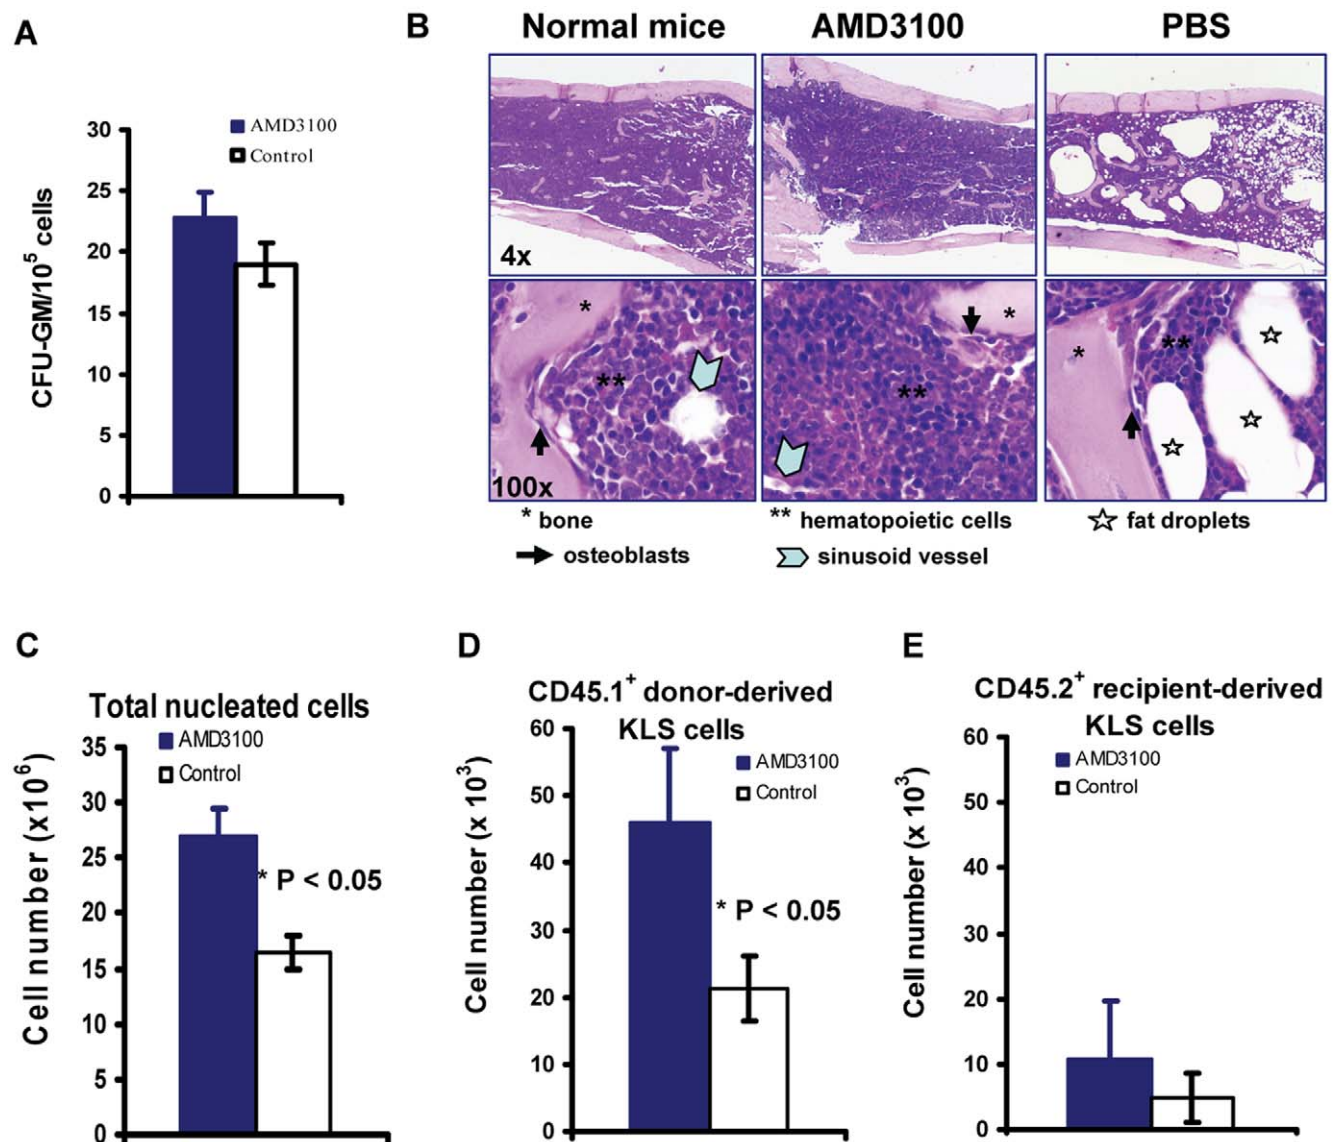 A
30
25
20
15
10
5
0
CFU-GM/10⁵ cells
AMD3100
Control
B
Normal mice
AMD3100
PBS
4x
*
**
100x
*
**
*
**
* bone
** hematopoietic cells
☆ fat droplets
osteoblasts
sinusoid vessel
C
Total nucleated cells
AMD3100
Control
35
30
25
20
15
10
5
0
Cell number (x10⁶)
* P < 0.05
D
CD45.1⁺ donor-derived
KLS cells
AMD3100
Control
60
50
40
30
20
10
0
Cell number (x 10³)
* P < 0.05
E
CD45.2⁺ recipient-derived
KLS cells
AMD3100
Control
60
50
40
30
20
10
0
Cell number (x 10³)